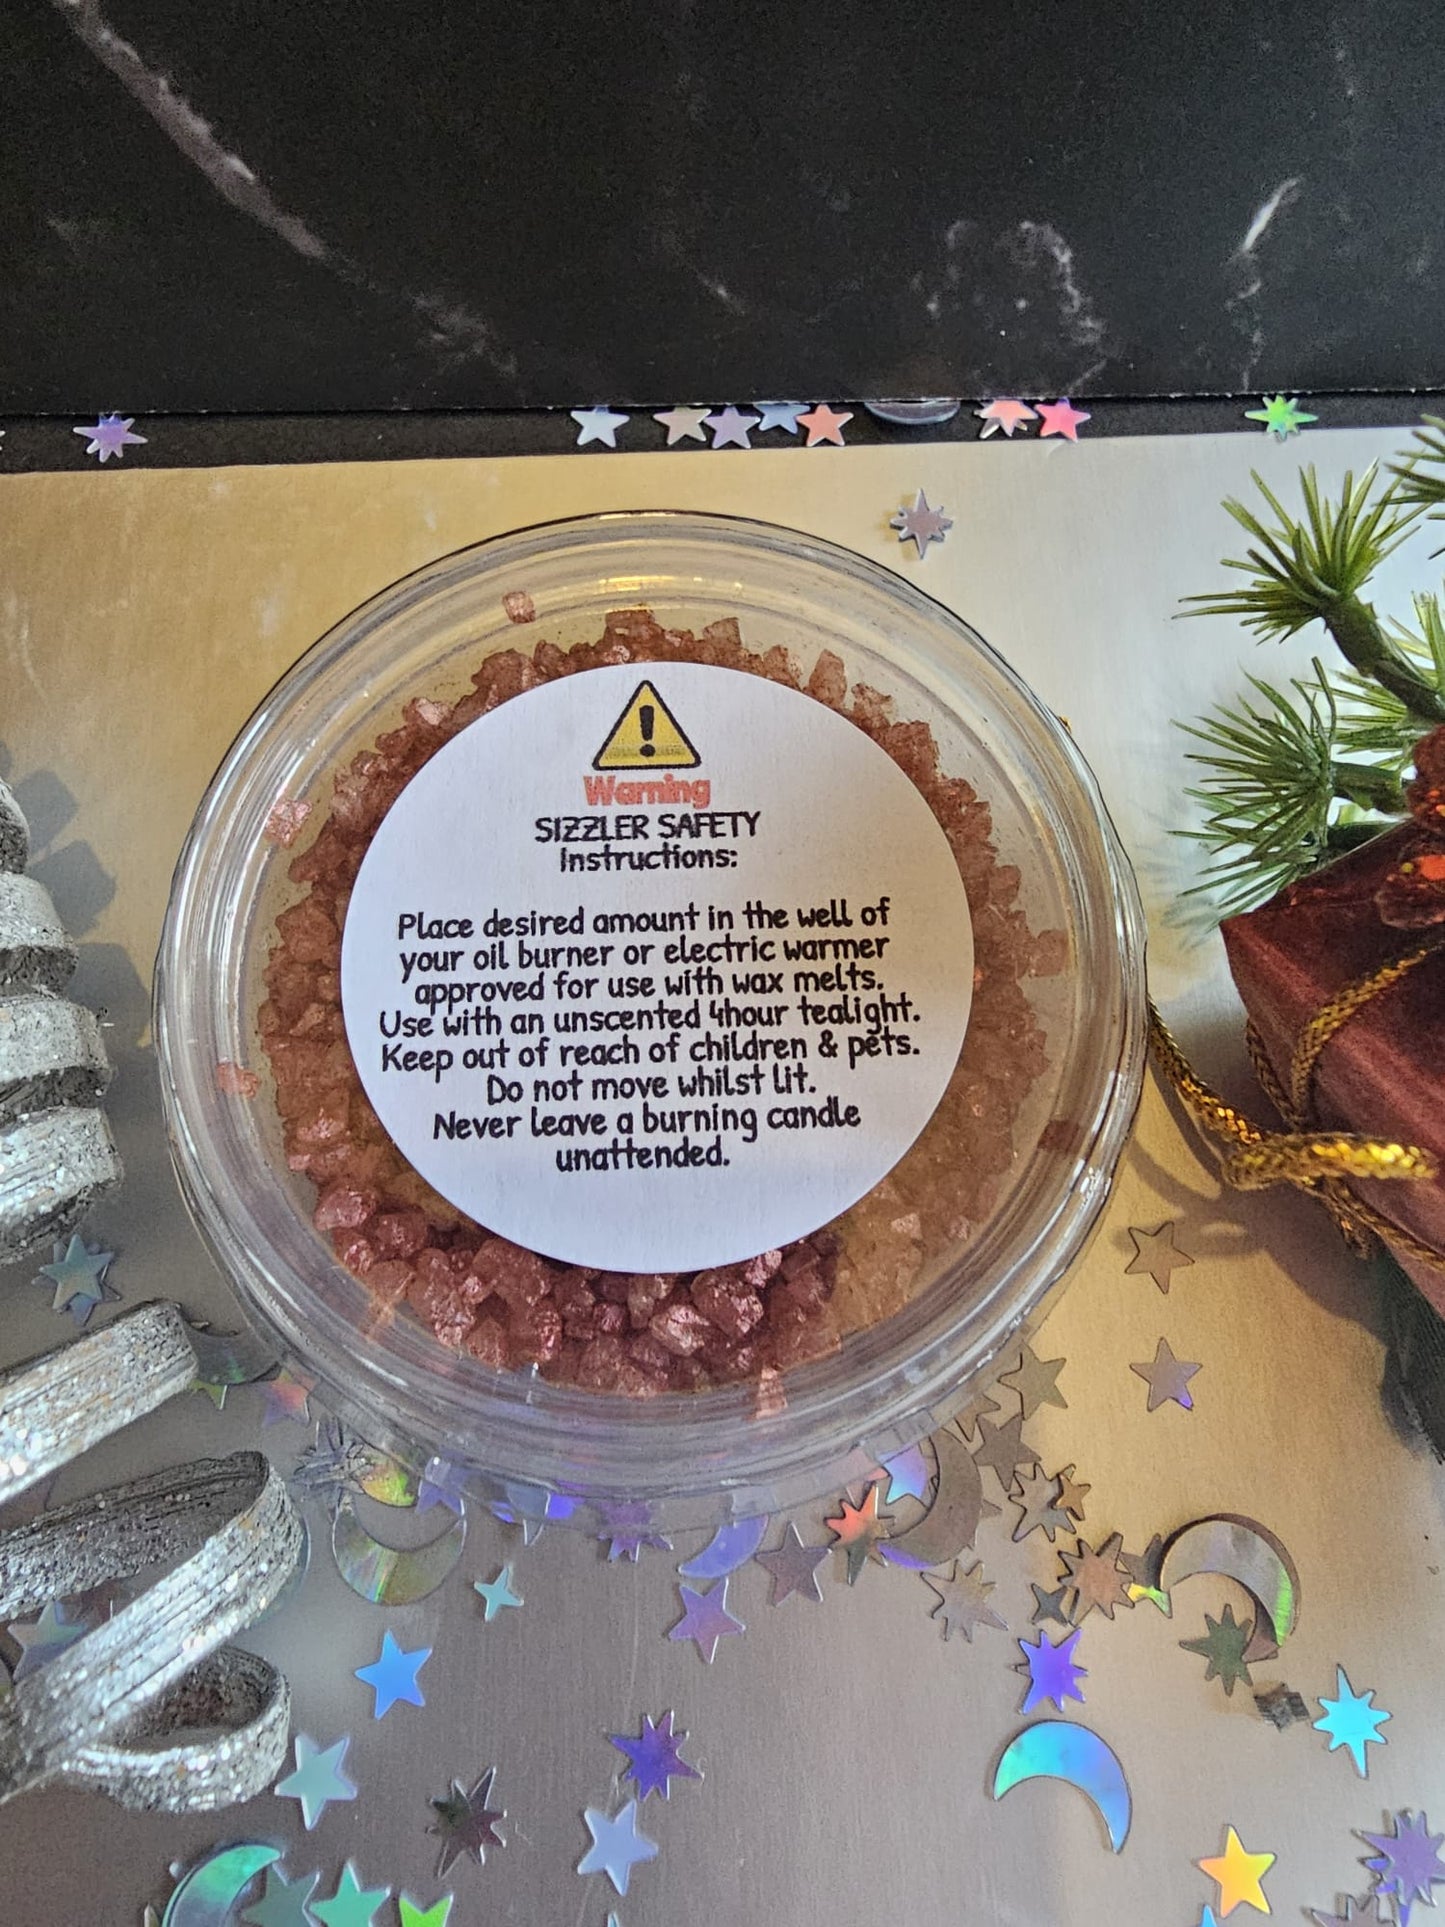 Warning
SIZZLER SAFETY
Instructions:
Place desired amount in the well of
your oil burner or electric warmer
approved for use with wax melts.
Use with an unscented 4hour tealight.
Keep out of reach of children & pets.
Do not move whilst lit.
Never leave a burning candle
unattended.